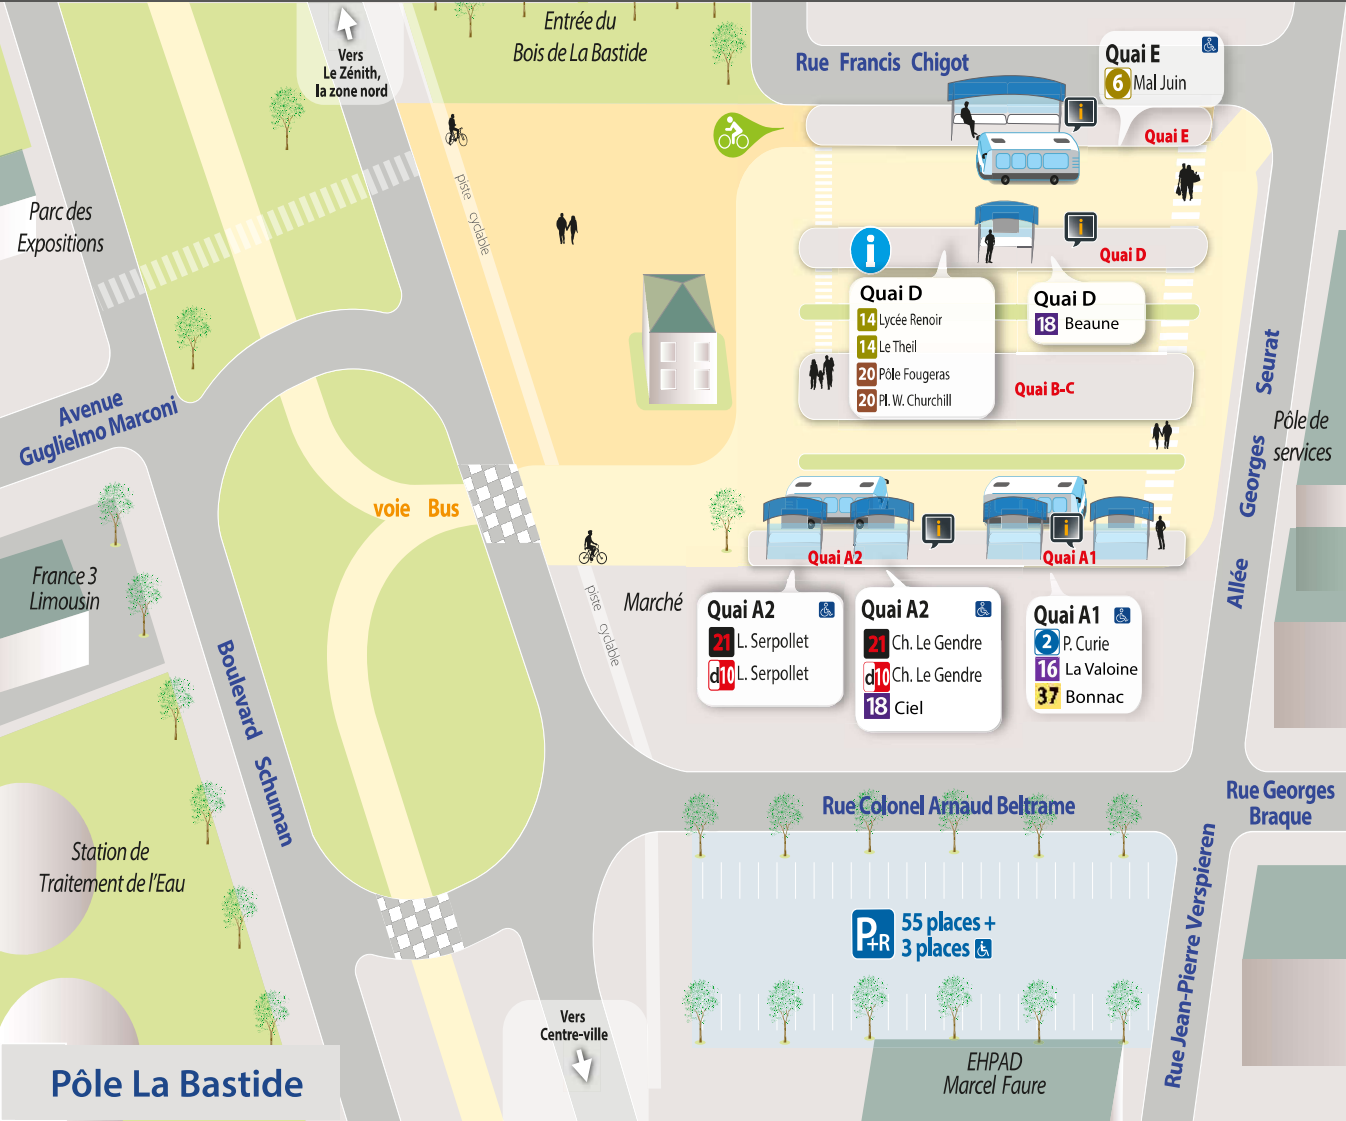 Vers
Le Zénith,
la zone nord
Entrée du
Bois de La Bastide
Rue Francis Chigot
Quai E
6 Mal Juin
Quai E
i
Parc des
Expositions
piste cyclable
i
i
Quai D
Quai D
14 Lycée Renoir
14 Le Theil
20 Pôle Fougeras
20 Pl. W. Churchill
Quai D
18 Beaune
Quai B-C
Avenue
Guglielmo Marconi
Allée Georges Seurat
Pôle de
services
voie Bus
i
i
Quai A2
Quai A1
France 3
Limousin
Marché
piste cyclable
Quai A2
21 L. Serpollet
d10 L. Serpollet
Quai A2
21 Ch. Le Gendre
d10 Ch. Le Gendre
18 Ciel
Quai A1
2 P. Curie
16 La Valoine
37 Bonnac
Boulevard Schuman
Rue Colonel Arnaud Beltrame
Rue Georges
Braque
Station de
Traitement de l'Eau
P+R
55 places +
3 places
Rue Jean-Pierre Verspieren
Vers
Centre-ville
EHPAD
Marcel Faure
Pôle La Bastide